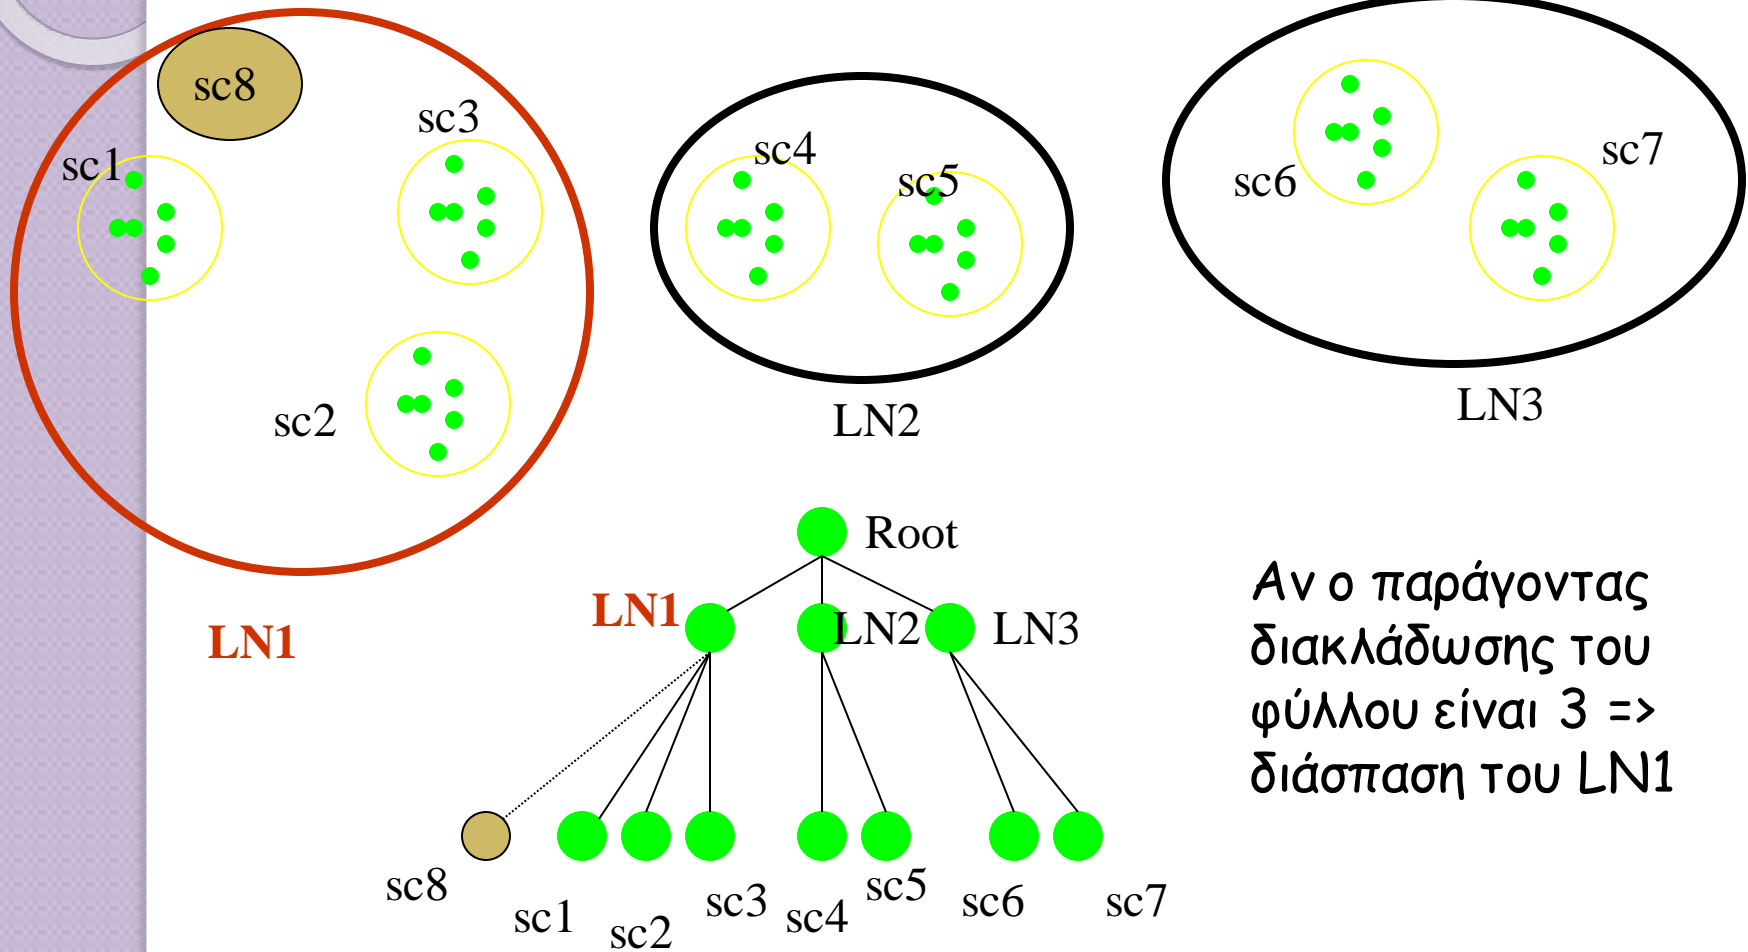 sc8
sc3
sc1
sc2
LN1
sc4
sc5
LN2
sc6
sc7
LN3
Root
LN1
LN2
LN3
sc8
sc1
sc2
sc3
sc4
sc5
sc6
sc7
Αν ο παράγοντας
διακλάδωσης του
φύλλου είναι 3 =>
διάσπαση του LN1